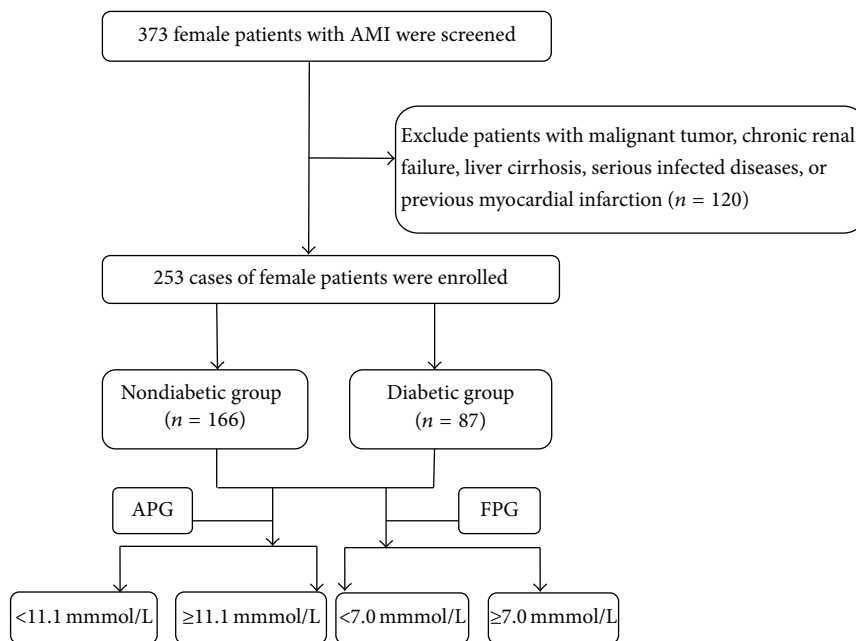 373 female patients with AMI were screened
Exclude patients with malignant tumor, chronic renal
failure, liver cirrhosis, serious infected diseases, or
previous myocardial infarction (n = 120)
253 cases of female patients were enrolled
Nondiabetic group
(n = 166)
Diabetic group
(n = 87)
APG
FPG
<11.1 mmmol/L
≥11.1 mmmol/L
<7.0 mmmol/L
≥7.0 mmmol/L